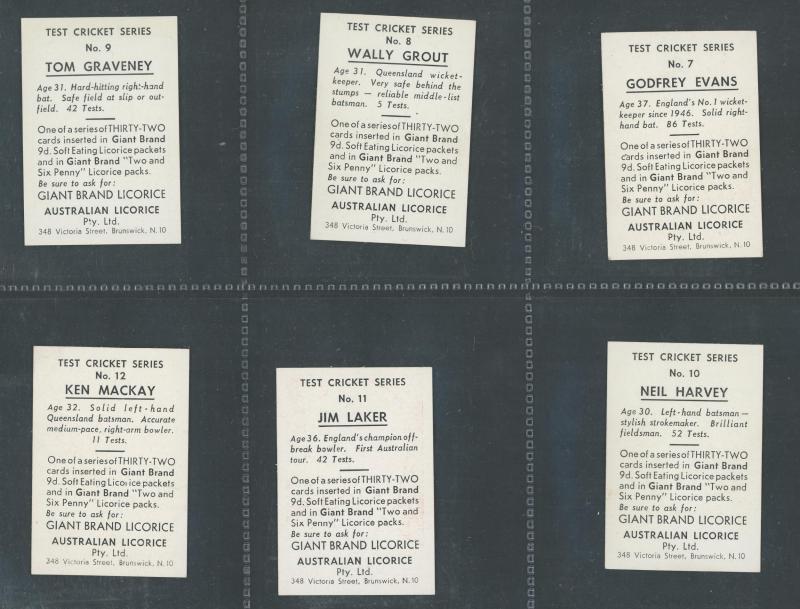 TEST CRICKET SERIES
No. 9
TOM GRAVENEY
Age 31. Hard-hitting right-hand
bat. Safe field at slip or out-
field. 42 Tests.
One of a series of THIRTY-TWO
cards inserted in Giant Brand
9d. Soft Eating Licorice packets
and in Giant Brand "Two and
Six Penny" Licorice packs.
Be sure to ask for:
GIANT BRAND LICORICE
AUSTRALIAN LICORICE
Pty. Ltd.
348 Victoria Street, Brunswick, N. 10
TEST CRICKET SERIES
No. 8
WALLY GROUT
Age 31. Queensland wicket-
keeper. Very safe behind the
stumps — reliable middle-list
batsman. 5 Tests.
One of a series of THIRTY-TWO
cards inserted in Giant Brand
9d. Soft Eating Licorice packets
and in Giant Brand "Two and
Six Penny" Licorice packs.
Be sure to ask for:
GIANT BRAND LICORICE
AUSTRALIAN LICORICE
Pty. Ltd.
348 Victoria Street, Brunswick, N. 10
TEST CRICKET SERIES
No. 7
GODFREY EVANS
Age 37. England's No. 1 wicket-
keeper since 1946. Solid right-
hand bat. 86 Tests.
One of a series of THIRTY-TWO
cards inserted in Giant Brand
9d. Soft Eating Licorice packets
and in Giant Brand "Two and
Six Penny" Licorice packs.
Be sure to ask for:
GIANT BRAND LICORICE
AUSTRALIAN LICORICE
Pty. Ltd.
348 Victoria Street, Brunswick, N. 10
TEST CRICKET SERIES
No. 12
KEN MACKAY
Age 32. Solid left-hand
Queensland batsman. Accurate
medium-pace, right-arm bowler.
11 Tests.
One of a series of THIRTY-TWO
cards inserted in Giant Brand
9d. Soft Eating Licorice packets
and in Giant Brand "Two and
Six Penny" Licorice packs.
Be sure to ask for:
GIANT BRAND LICORICE
AUSTRALIAN LICORICE
Pty. Ltd.
348 Victoria Street, Brunswick, N. 10
TEST CRICKET SERIES
No. 11
JIM LAKER
Age 36. England's champion off-
break bowler. First Australian
tour. 42 Tests.
One of a series of THIRTY-TWO
cards inserted in Giant Brand
9d. Soft Eating Licorice packets
and in Giant Brand "Two and
Six Penny" Licorice packs.
Be sure to ask for:
GIANT BRAND LICORICE
AUSTRALIAN LICORICE
Pty. Ltd.
348 Victoria Street, Brunswick, N. 10
TEST CRICKET SERIES
No. 10
NEIL HARVEY
Age 30. Left-hand batsman—
stylish strokemaker. Brilliant
fieldsman. 52 Tests.
One of a series of THIRTY-TWO
cards inserted in Giant Brand
9d. Soft Eating Licorice packets
and in Giant Brand "Two and
Six Penny" Licorice packs.
Be sure to ask for:
GIANT BRAND LICORICE
AUSTRALIAN LICORICE
Pty. Ltd.
348 Victoria Street, Brunswick, N. 10